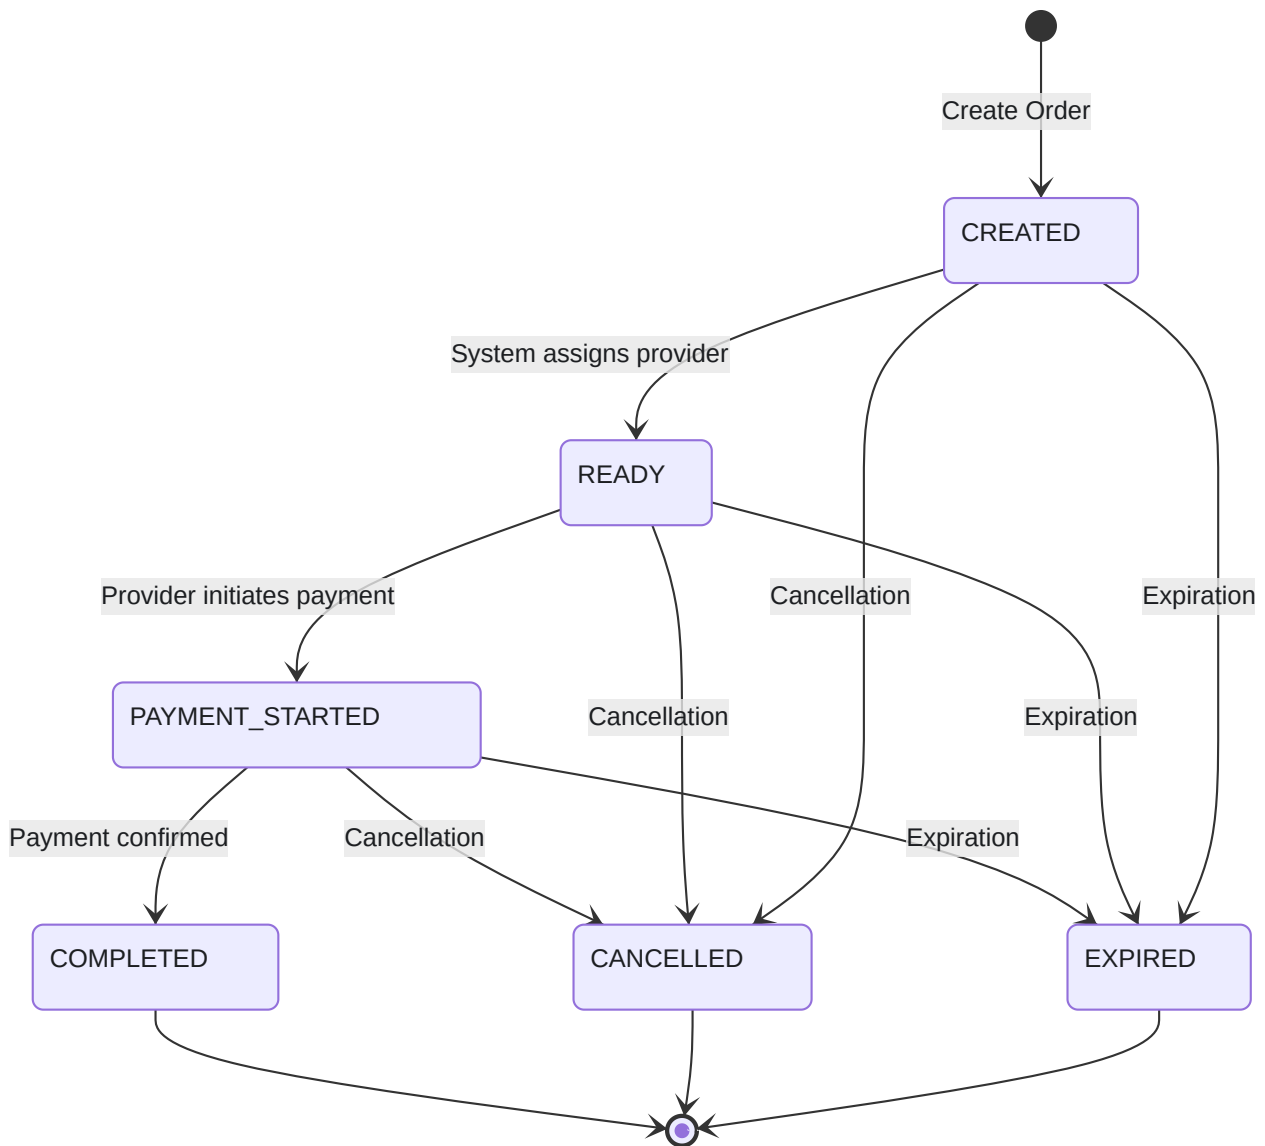 Create Order
CREATED
System assigns provider
READY
Provider initiates payment
Cancellation
Expiration
PAYMENT_STARTED
Cancellation
Expiration
Payment confirmed
Cancellation
Expiration
COMPLETED
CANCELLED
EXPIRED